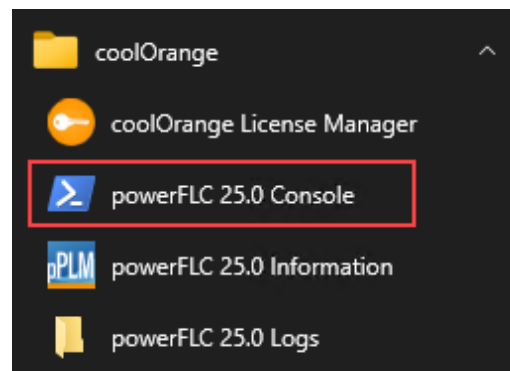 coolOrange
coolOrange License Manager
powerFLC 25.0 Console
pPLM
powerFLC 25.0 Information
powerFLC 25.0 Logs